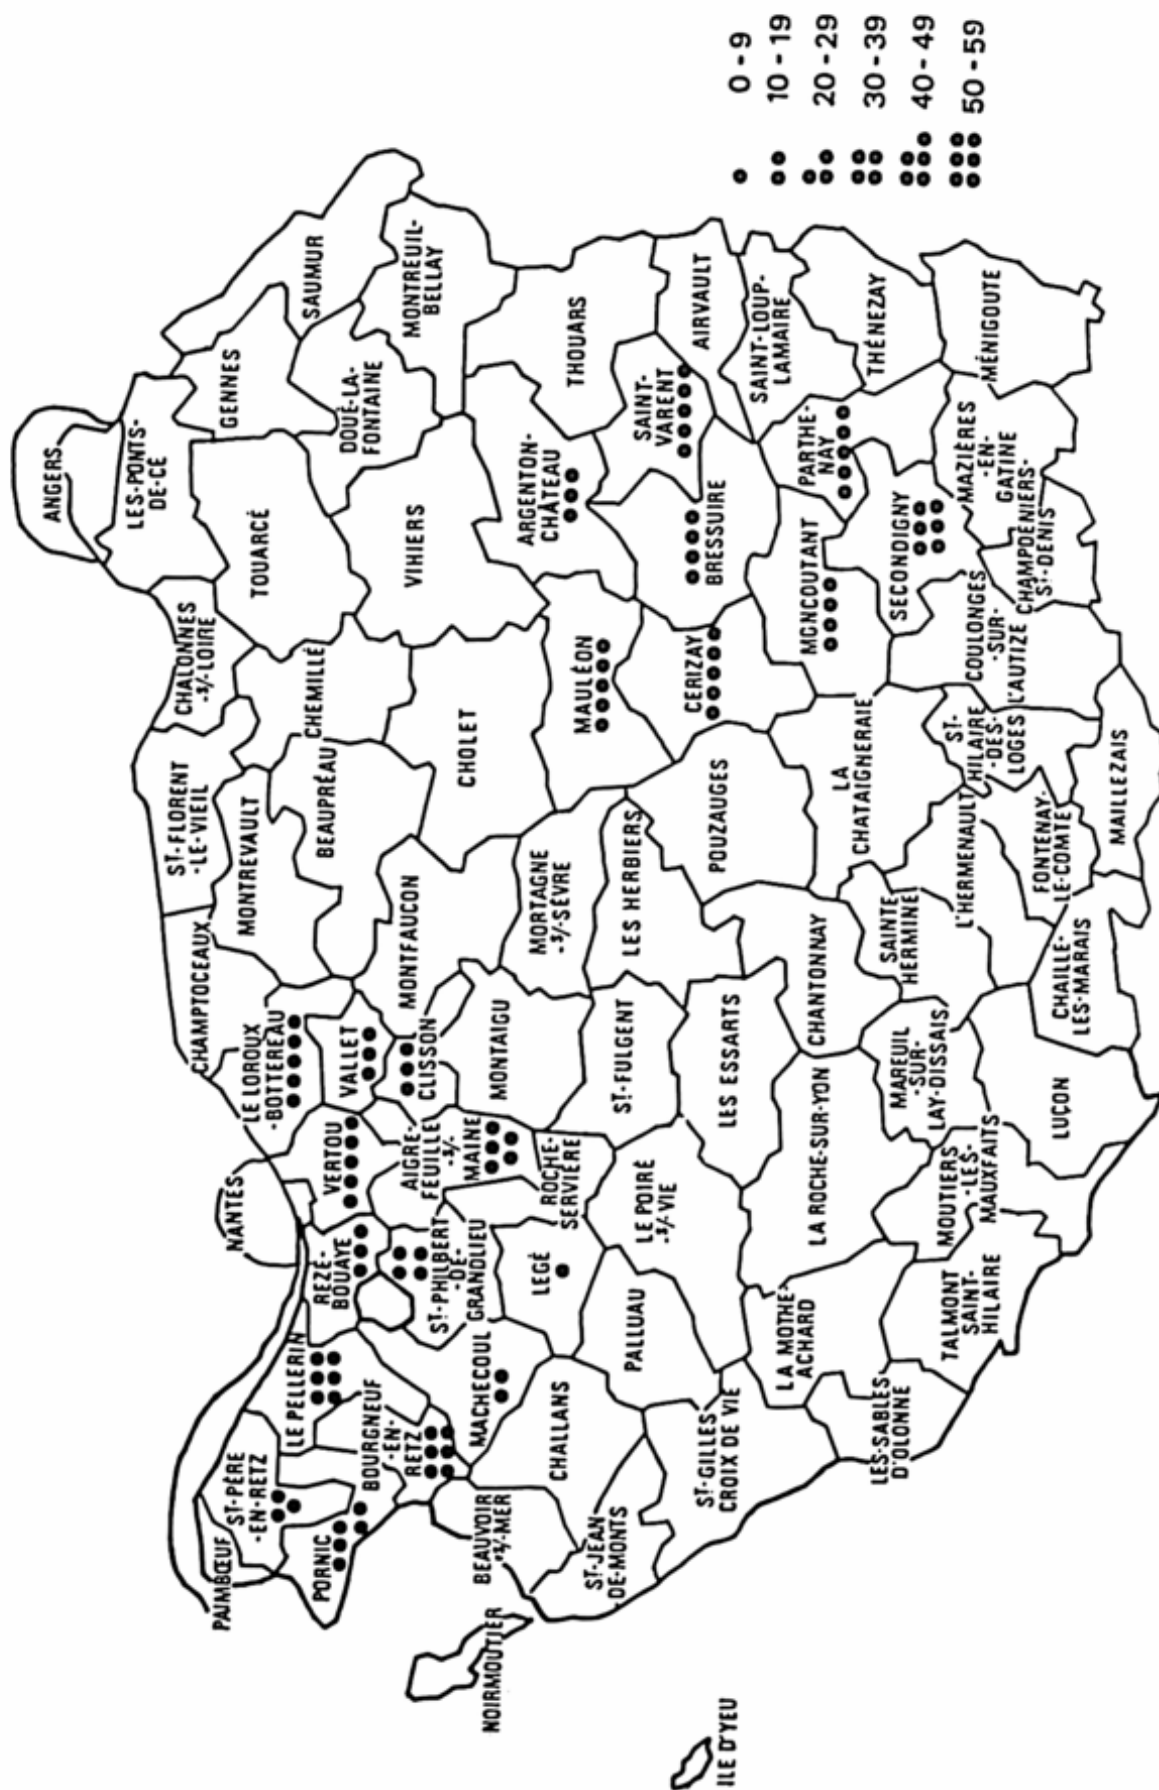 ANGERS
LES-PONTS-
DE-CÉ
GENNES
SAUMUR
CHALONNES
-S/-LOIRE
TOUARCÉ
DOUÉ-LA-
FONTAINE
MONTREUIL-
BELLAY
ST-FLORENT
-LE-VIEIL
CHEMILLÉ
VIHIERS
CHAMPTOCEAUX
MONTREVAULT
BEAUPRÉAU
CHOLET
MONTFAUCON
NANTES
LE LOROUX
-BOTTEREAU
VALLET
CLISSON
VERTOU
AIGRE-
FEUILLE
-S/-
MAINE
REZÉ-
BOUAYE
ST-PHILBERT
-DE-
GRANDLIEU
LEGÉ
LE PELLERIN
MACHECOUL
BOURGNEUF
-EN-
RETZ
PAIMBŒUF
ST-PÈRE
-EN-RETZ
PORNIC
NOIRMOUTIER
ILE D'YEU
BEAUVOIR
-S/-MER
CHALLANS
ST-JEAN
DE-MONTS
ST-GILLES
CROIX DE VIE
PALLUAU
ROCHE-
SERVIÈRE
LE POIRÉ
-S/-VIE
MONTAIGU
ST-FULGENT
MORTAGNE
-S/-SÈVRE
LES HERBIERS
LES ESSARTS
POUZAUGES
LA MOTHE-
ACHARD
LES-SABLES
D'OLONNE
LA ROCHE-SUR-YON
CHANTONNAY
LA
CHATAIGNERAIE
TALMONT
SAINT-
HILAIRE
MOUTIERS
-LES-
MAUXFAITS
MAREUIL
-SUR-
LAY-DISSAIS
SAINTE
HERMINE
L'HERMENAULT
ST-
HILAIRE
-DES-
LOGES
LUÇON
CHAILLE-
LES-MARAIS
FONTENAY-
LE-COMTE
MAILLEZAIS
ARGENTON-
CHÂTEAU
THOUARS
SAINT-
VARENT
AIRVAULT
MAULÉON
BRESSUIRE
CERIZAY
SAINT-LOUP-
LAMAIRE
PARTHE-
NAY
THÉNEZAY
MONCOUTANT
SECONDIGNY
MAZIÈRES
-EN-
GATINE
MÉNIGOUTE
COULONGES
-SUR-
L'AUTIZE
CHAMPDENIERS-
ST-DENIS
0-9
10-19
20-29
30-39
40-49
50-59